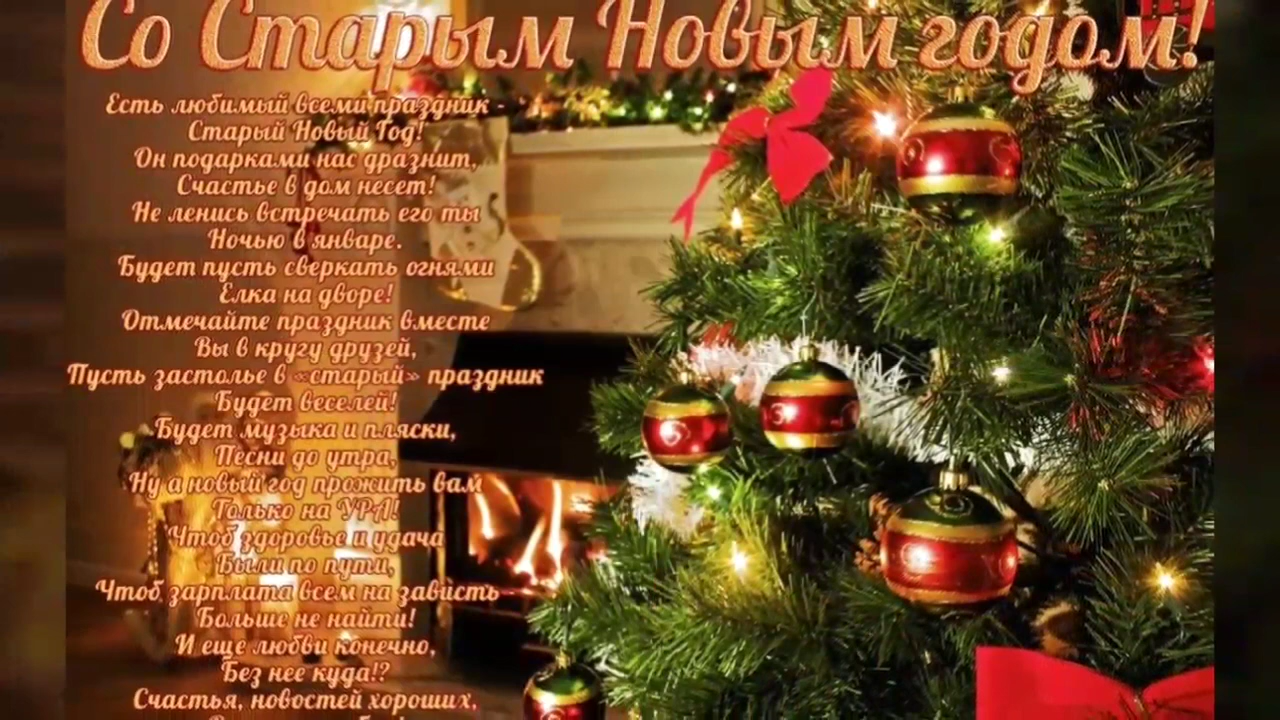 Со Старым Новым годом!
Есть любимый всеми праздник -
Старый Новый Год!
Он подарками нас дразнит,
Счастье в дом несет!
Не ленись встречать его ты
Ночью в январе.
Будет пусть сверкать огнями
Елка на дворе!
Отмечайте праздник вместе
Вы в кругу друзей,
Пусть застолье в «старый» праздник
Будет веселей!
Будет музыка и пляски,
Песни до утра,
Ну а новый год прожить вам
Только на УРА!
Чтоб здоровье и удача
Были по пути,
Чтоб зарплата всем на зависть
Больше не найти!
И еще любви конечно,
Без нее куда!?
Счастья, новостей хороших,